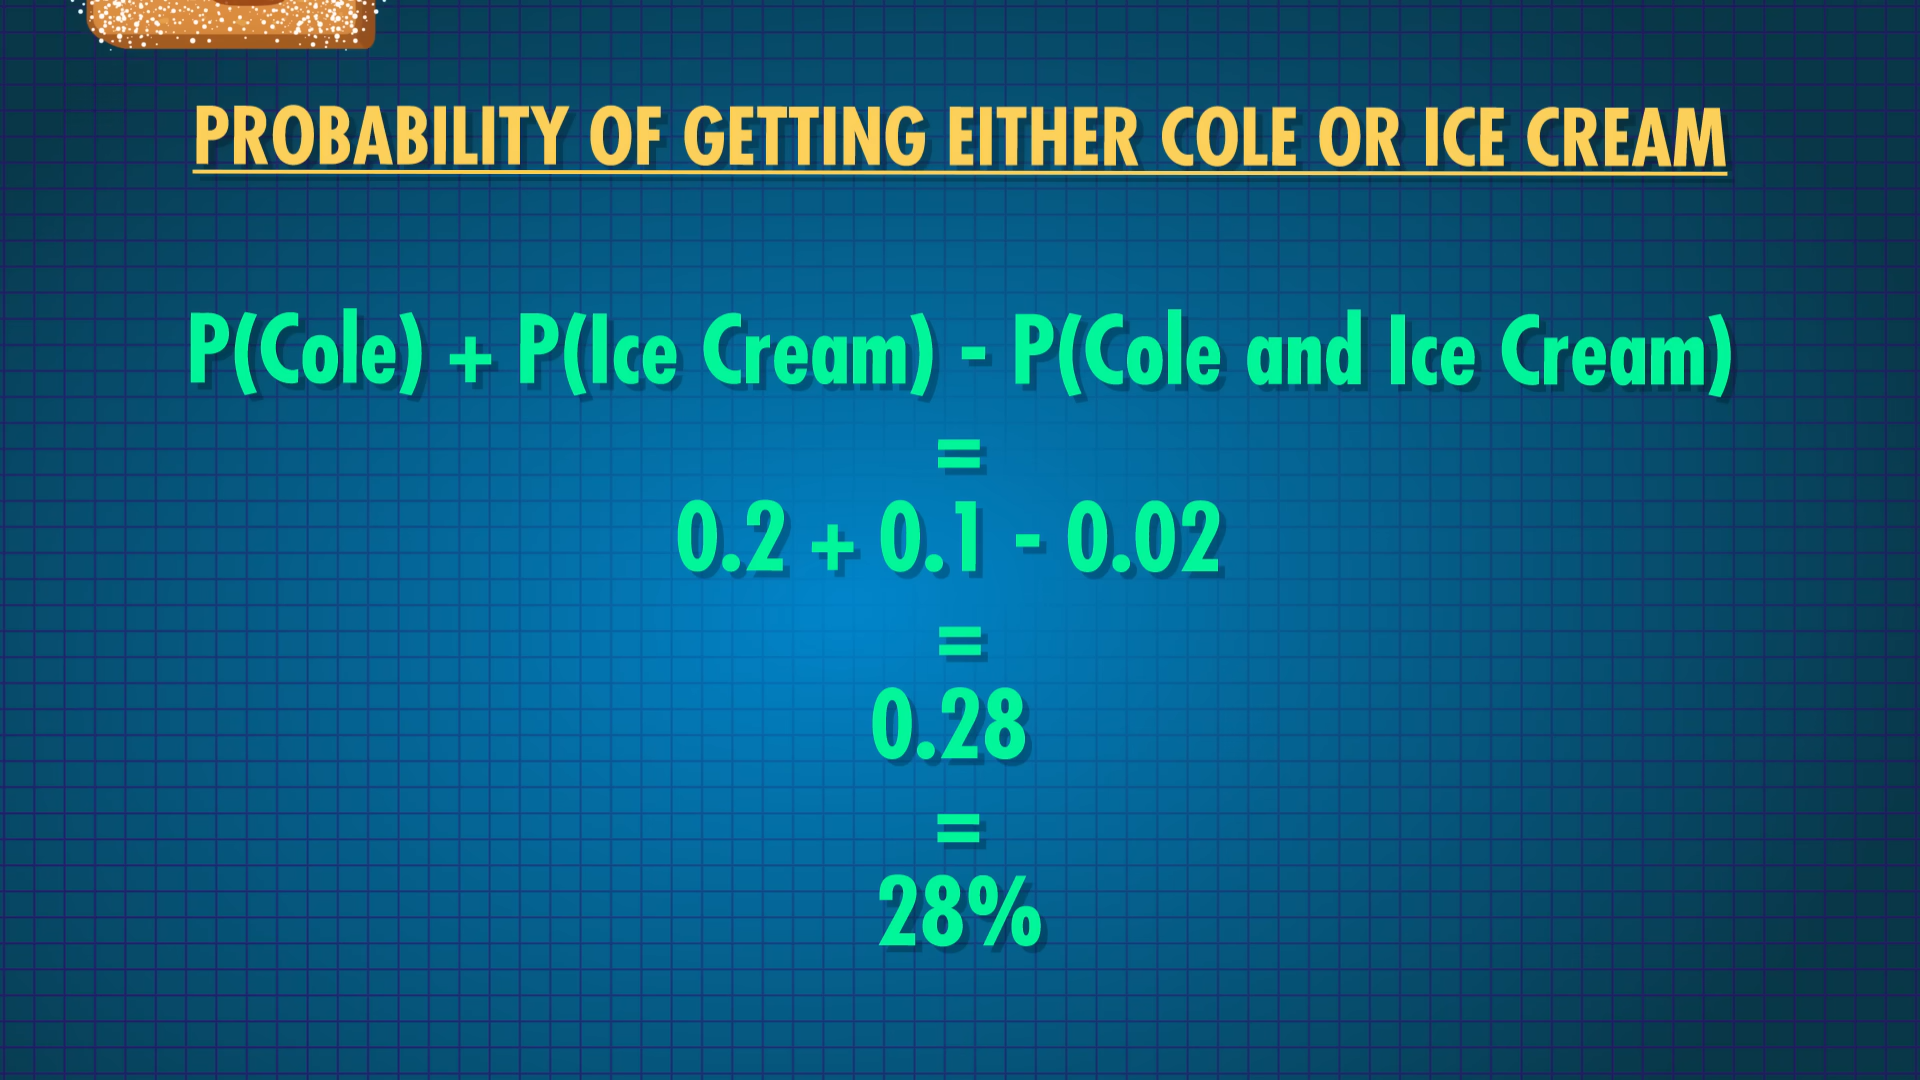 PROBABILITY OF GETTING EITHER COLE OR ICE CREAM
P(Cole) + P(Ice Cream) - P(Cole and Ice Cream)
=
0.2 + 0.1 - 0.02
=
0.28
=
28%